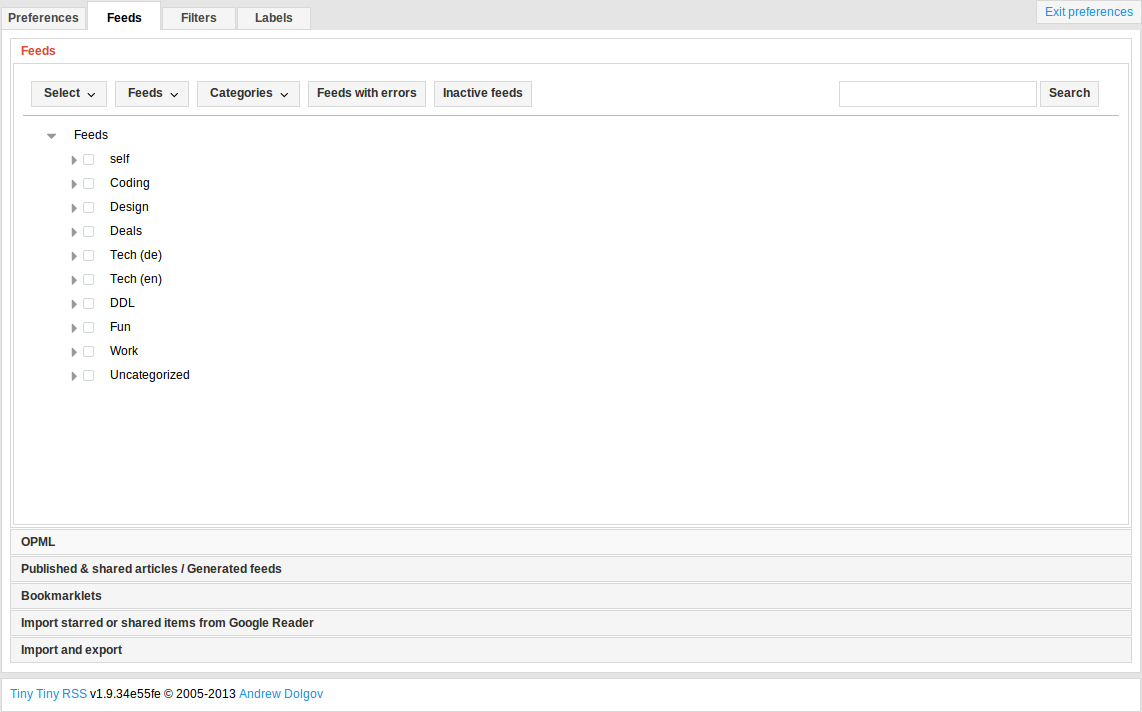 Preferences Feeds Filters Labels Exit preferences
Feeds
Select Feeds Categories Feeds with errors Inactive feeds Search
Feeds
self
Coding
Design
Deals
Tech (de)
Tech (en)
DDL
Fun
Work
Uncategorized
OPML
Published & shared articles / Generated feeds
Bookmarklets
Import starred or shared items from Google Reader
Import and export
Tiny Tiny RSS v1.9.34e55fe © 2005-2013 Andrew Dolgov